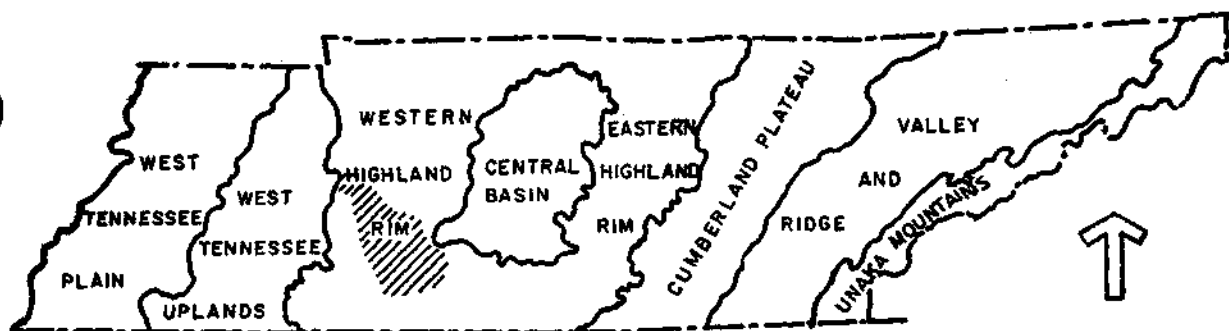 WEST
TENNESSEE
PLAIN
WEST
TENNESSEE
UPLANDS
WESTERN
HIGHLAND
RIM
CENTRAL
BASIN
EASTERN
HIGHLAND
RIM
CUMBERLAND PLATEAU
VALLEY
AND
RIDGE
UNAKA MOUNTAINS